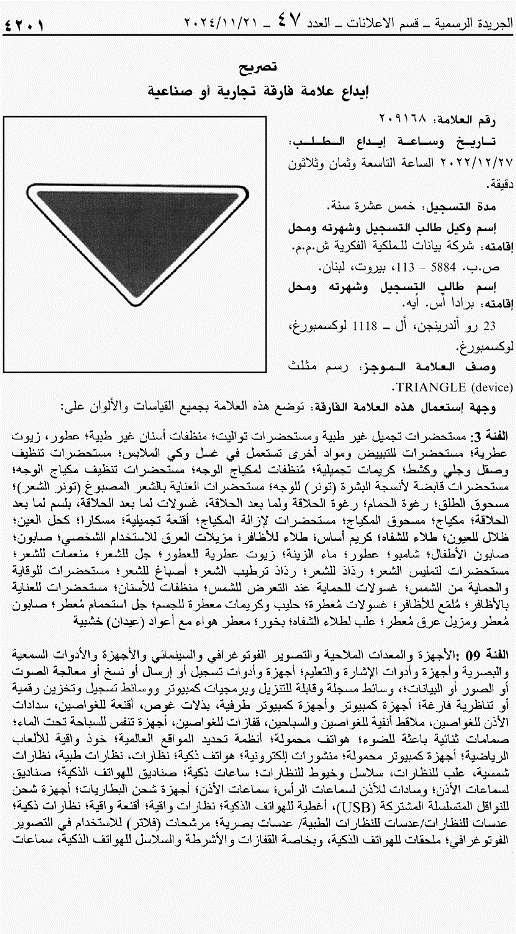 الجريدة الرسمية ــ قسم الاعلانات ــ العدد ٤٧ ــ ٢٠٢٤/١١/٢١
٤٢٠١
تصريح
إيداع علامة فارقة تجارية أو صناعية
رقم العلامة: ٢٠٩١٦٨
تاريخ وساعة إيداع الطلب:
٢٠٢٢/١٢/٢٧ الساعة التاسعة وثمان وثلاثون
دقيقة.
مدة التسجيل: خمس عشرة سنة.
إسم وكيل طالب التسجيل وشهرته ومحل
إقامته: شركة بيانات للملكية الفكرية ش.م.م.
ص.ب. 5884 – 113، بيروت، لبنان.
إسم طالب التسجيل وشهرته ومحل
إقامته: برادا أس. أيه.
23 رو ألدرينجن، أل ــ 1118 لوكسمبورغ،
لوكسمبورغ.
وصف العلامة الموجز: رسم مثلث
TRIANGLE (device).
وجهة إستعمال هذه العلامة الفارقة: توضع هذه العلامة بجميع القياسات والألوان على:
الفئة 3: مستحضرات تجميل غير طبية ومستحضرات تواليت؛ منظفات أسنان غير طبية؛ عطور، زيوت
عطرية؛ مستحضرات للتبييض ومواد أخرى تستعمل في غسل وكي الملابس؛ مستحضرات تنظيف
وصقل وجلي وكشط؛ كريمات تجميلية؛ مُنظفات لمكياج الوجه؛ مستحضرات تنظيف مكياج الوجه؛
مستحضرات قابضة لأنسجة البشرة (تونر) للوجه؛ مستحضرات العناية بالشعر المصبوغ (تونر الشعر)؛
مسحوق الطلق؛ رغوة الحمام؛ رغوة الحلاقة ولما بعد الحلاقة، غسولات لما بعد الحلاقة، بلسم لما بعد
الحلاقة؛ مكياج؛ مسحوق المكياج؛ مستحضرات لإزالة المكياج؛ أقنعة تجميلية؛ مسكارا؛ كحل العين؛
ظلال للعيون؛ طلاء للشفاه؛ كريم أساس؛ طلاء للأظافر؛ مزيلات العرق للاستخدام الشخصي؛ صابون؛
صابون الأطفال؛ شامبو؛ عطور؛ ماء الزينة؛ زيوت عطرية للعطور؛ جل للشعر؛ منعمات للشعر؛
مستحضرات لتمليس الشعر؛ رذاذ للشعر؛ رذاذ ترطيب الشعر؛ أصباغ للشعر؛ مستحضرات للوقاية
والحماية من الشمس؛ غسولات للحماية عند التعرض للشمس؛ منظفات للأسنان؛ مستحضرات للعناية
بالأظافر؛ مُلمّع للأظافر؛ غسولات مُعطرة؛ حليب وكريمات معطرة للجسم؛ جل استحمام مُعطر؛ صابون
مُعطر ومزيل عرق مُعطر؛ علب لطلاء الشفاه؛ بخور؛ معطر هواء مع أعواد (عيدان) خشبية
الفئة 09 :الأجهزة والمعدات الملاحية والتصوير الفوتوغرافي والسينمائي والأجهزة والأدوات السمعية
والبصرية وأجهزة وأدوات الإشارة والتعليم؛ أجهزة وأدوات تسجيل أو إرسال أو نسخ أو معالجة الصوت
أو الصور أو البيانات؛، وسائط مسجلة وقابلة للتنزيل وبرمجيات كمبيوتر ووسائط تسجيل وتخزين رقمية
أو تناظرية فارغة؛ أجهزة كمبيوتر وأجهزة كمبيوتر طرفية، بذلات غوص، أقنعة للغواصين، سدادات
الأذن للغواصين، ملاقط أنفية للغواصين والسباحين، قفازات للغواصين، أجهزة تنفس للسباحة تحت الماء؛
صمامات ثنائية باعثة للضوء؛ هواتف محمولة؛ أنظمة تحديد المواقع العالمية؛ خوذ واقية للألعاب
الرياضية؛ أجهزة كمبيوتر محمولة؛ منشورات إلكترونية؛ هواتف ذكية؛ نظارات، نظارات طبية، نظارات
شمسية، علب للنظارات، سلاسل وخيوط للنظارات؛ ساعات ذكية؛ صناديق للهواتف الذكية؛ صناديق
لسماعات الأذن؛ وسادات للأذن لسماعات الرأس؛ سماعات الأذن؛ أجهزة شحن البطاريات؛ أجهزة شحن
للنواقل المتسلسلة المشتركة (USB)، أغطية للهواتف الذكية؛ نظارات واقية؛ أقنعة واقية؛ نظارات ذكية؛
عدسات للنظارات/عدسات للنظارات الطبية/ عدسات بصرية؛ مرشحات (فلاتر) للاستخدام في التصوير
الفوتوغرافي؛ ملحقات للهواتف الذكية، وبخاصة القفازات والأشرطة والسلاسل للهواتف الذكية، سماعات